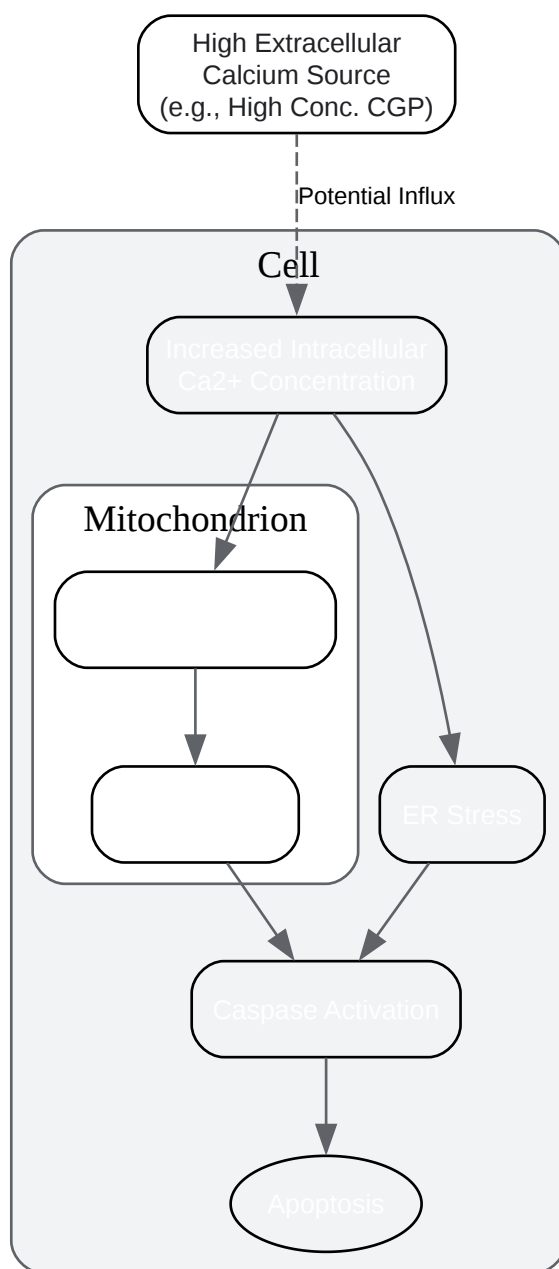 High Extracellular
Calcium Source
(e.g., High Conc. CGP)
Potential Influx
Cell
Increased Intracellular
Ca2+ Concentration
Mitochondrion
ER Stress
Caspase Activation
Apoptosis